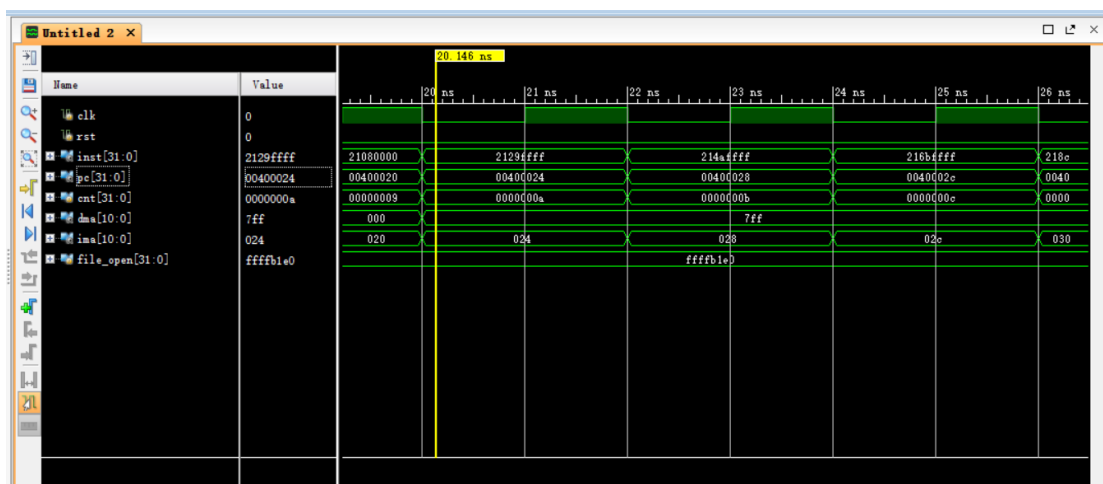 Untitled 2 ×
20.146 ns
Name Value
20 ns 21 ns 22 ns 23 ns 24 ns 25 ns 26 ns
clk 0
rst 0
inst[31:0] 2129ffff 21080000 2129ffff 214affff 216bffff 218c
pc[31:0] 00400024 00400020 00400024 00400028 0040002c 0040
cnt[31:0] 0000000a 00000009 0000000a 0000000b 0000000c 0000
dma[10:0] 7ff 000 7ff
ima[10:0] 024 020 024 028 02c 030
file_open[31:0] ffffb1e0 ffffb1e0